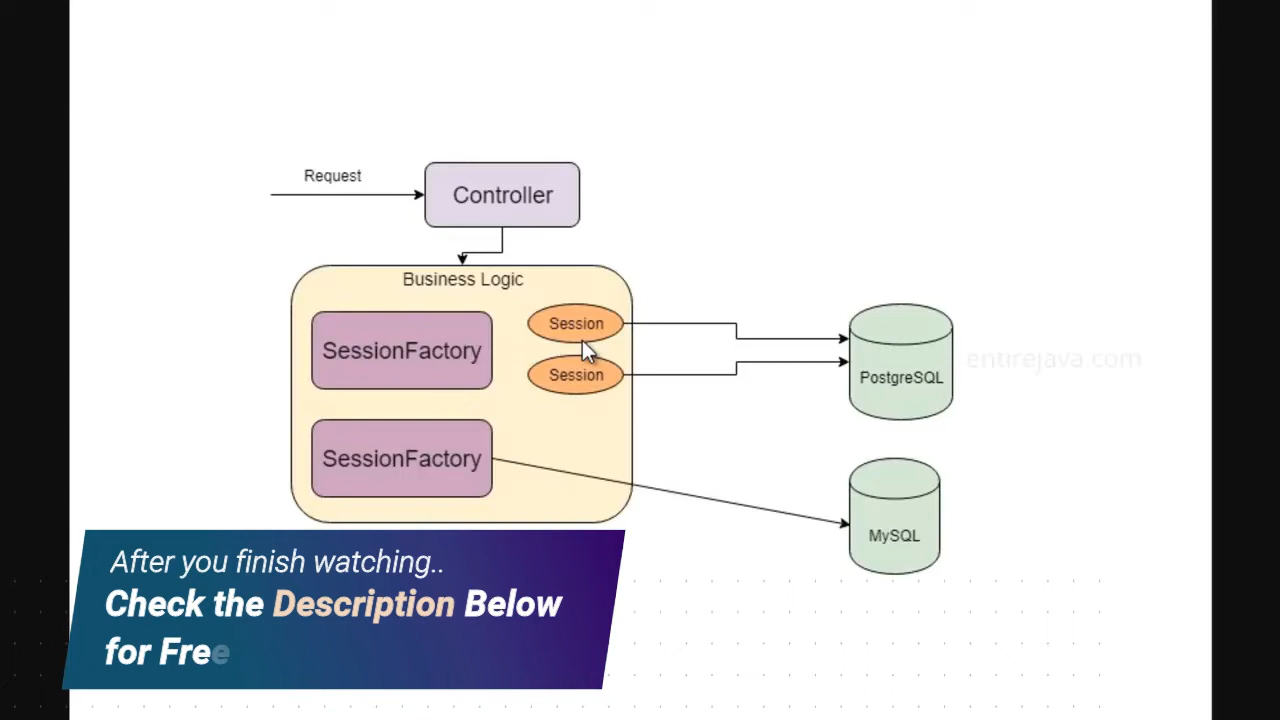 Request
Controller
Business Logic
SessionFactory
Session
Session
SessionFactory
PostgreSQL
entirejava.com
MySQL
After you finish watching..
Check the Description Below
for Free